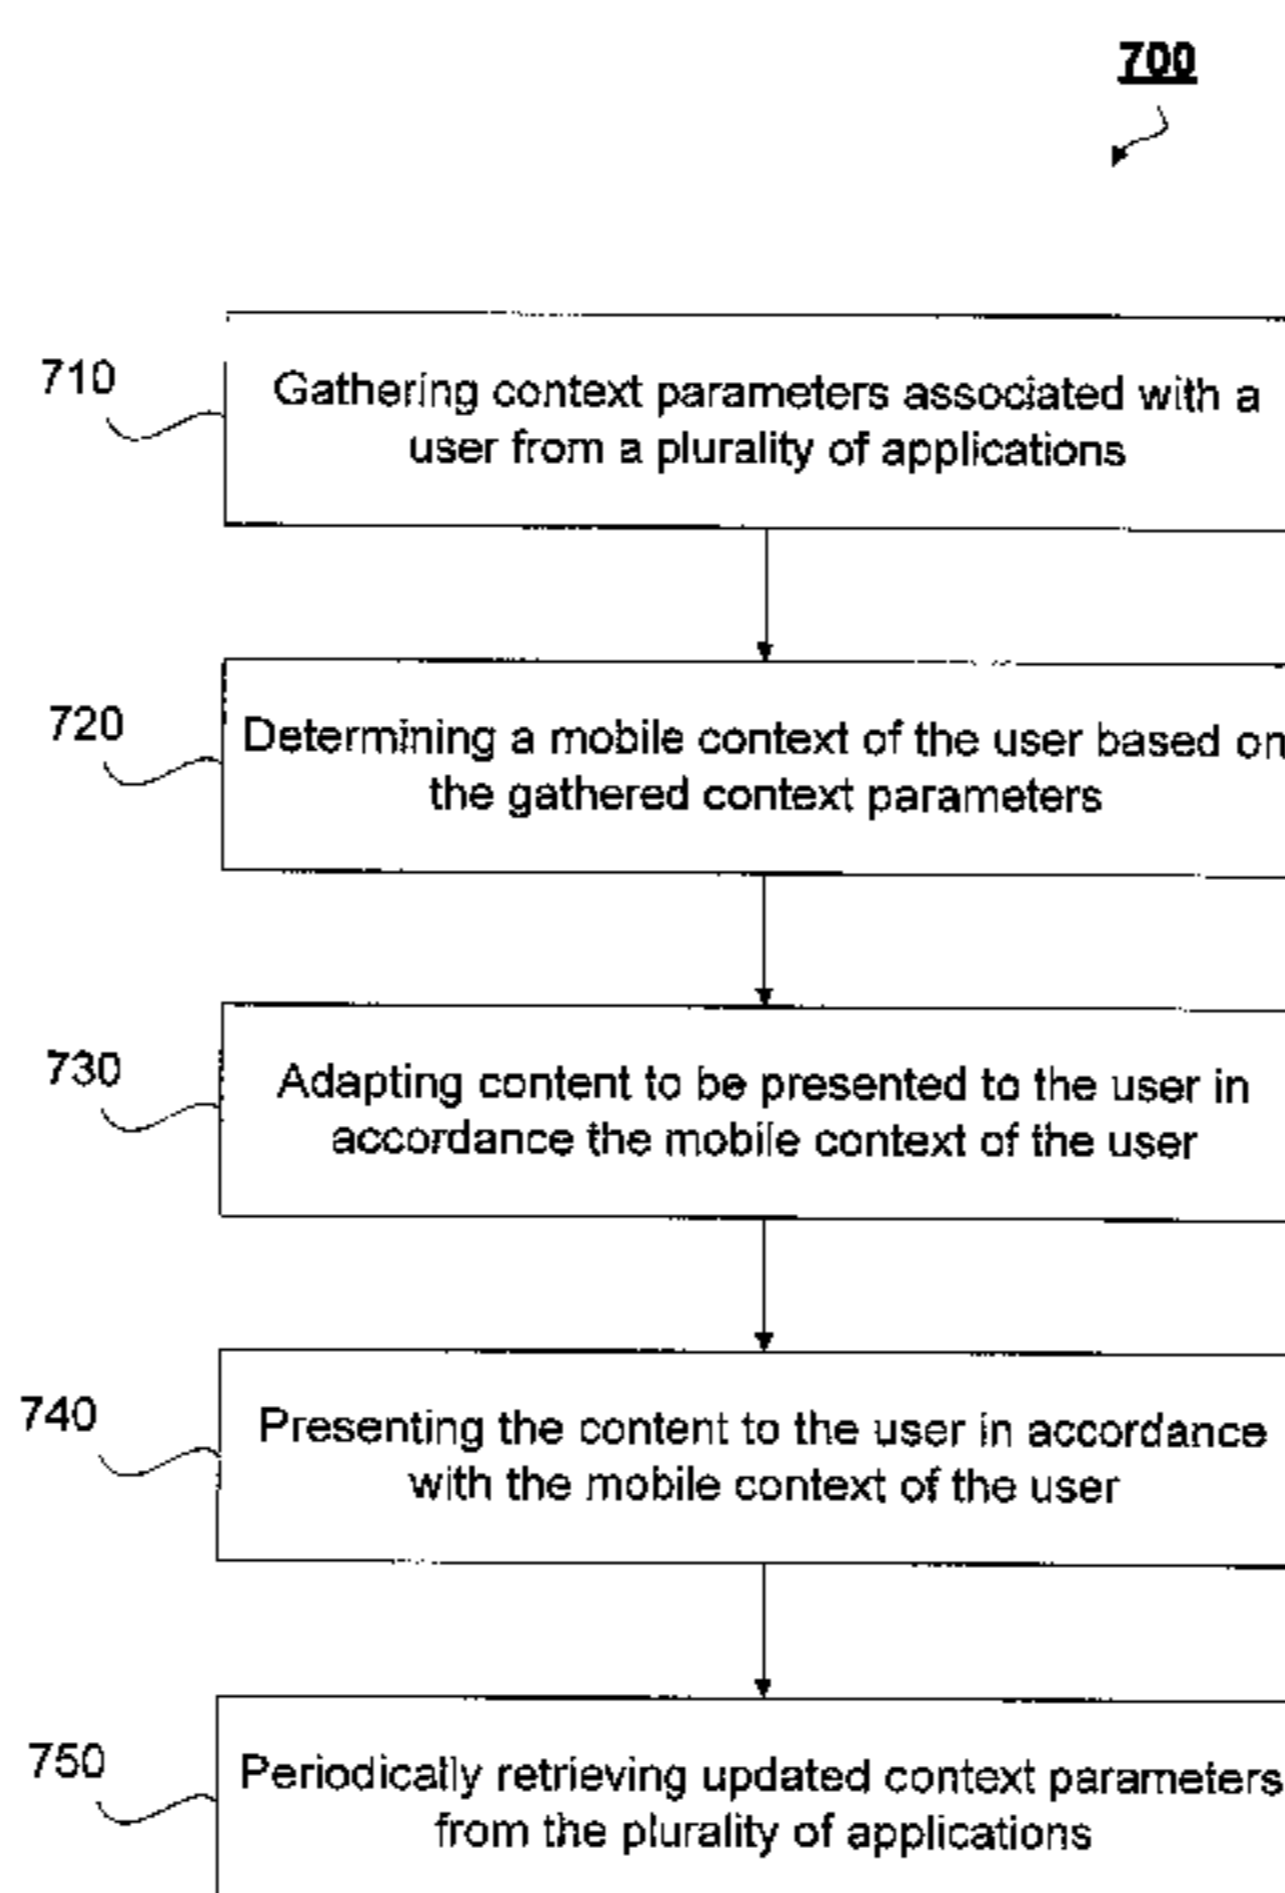 700
710
Gathering context parameters associated with a
user from a plurality of applications
720
Determining a mobile context of the user based on
the gathered context parameters
730
Adapting content to be presented to the user in
accordance the mobile context of the user
740
Presenting the content to the user in accordance
with the mobile context of the user
750
Periodically retrieving updated context parameters
from the plurality of applications